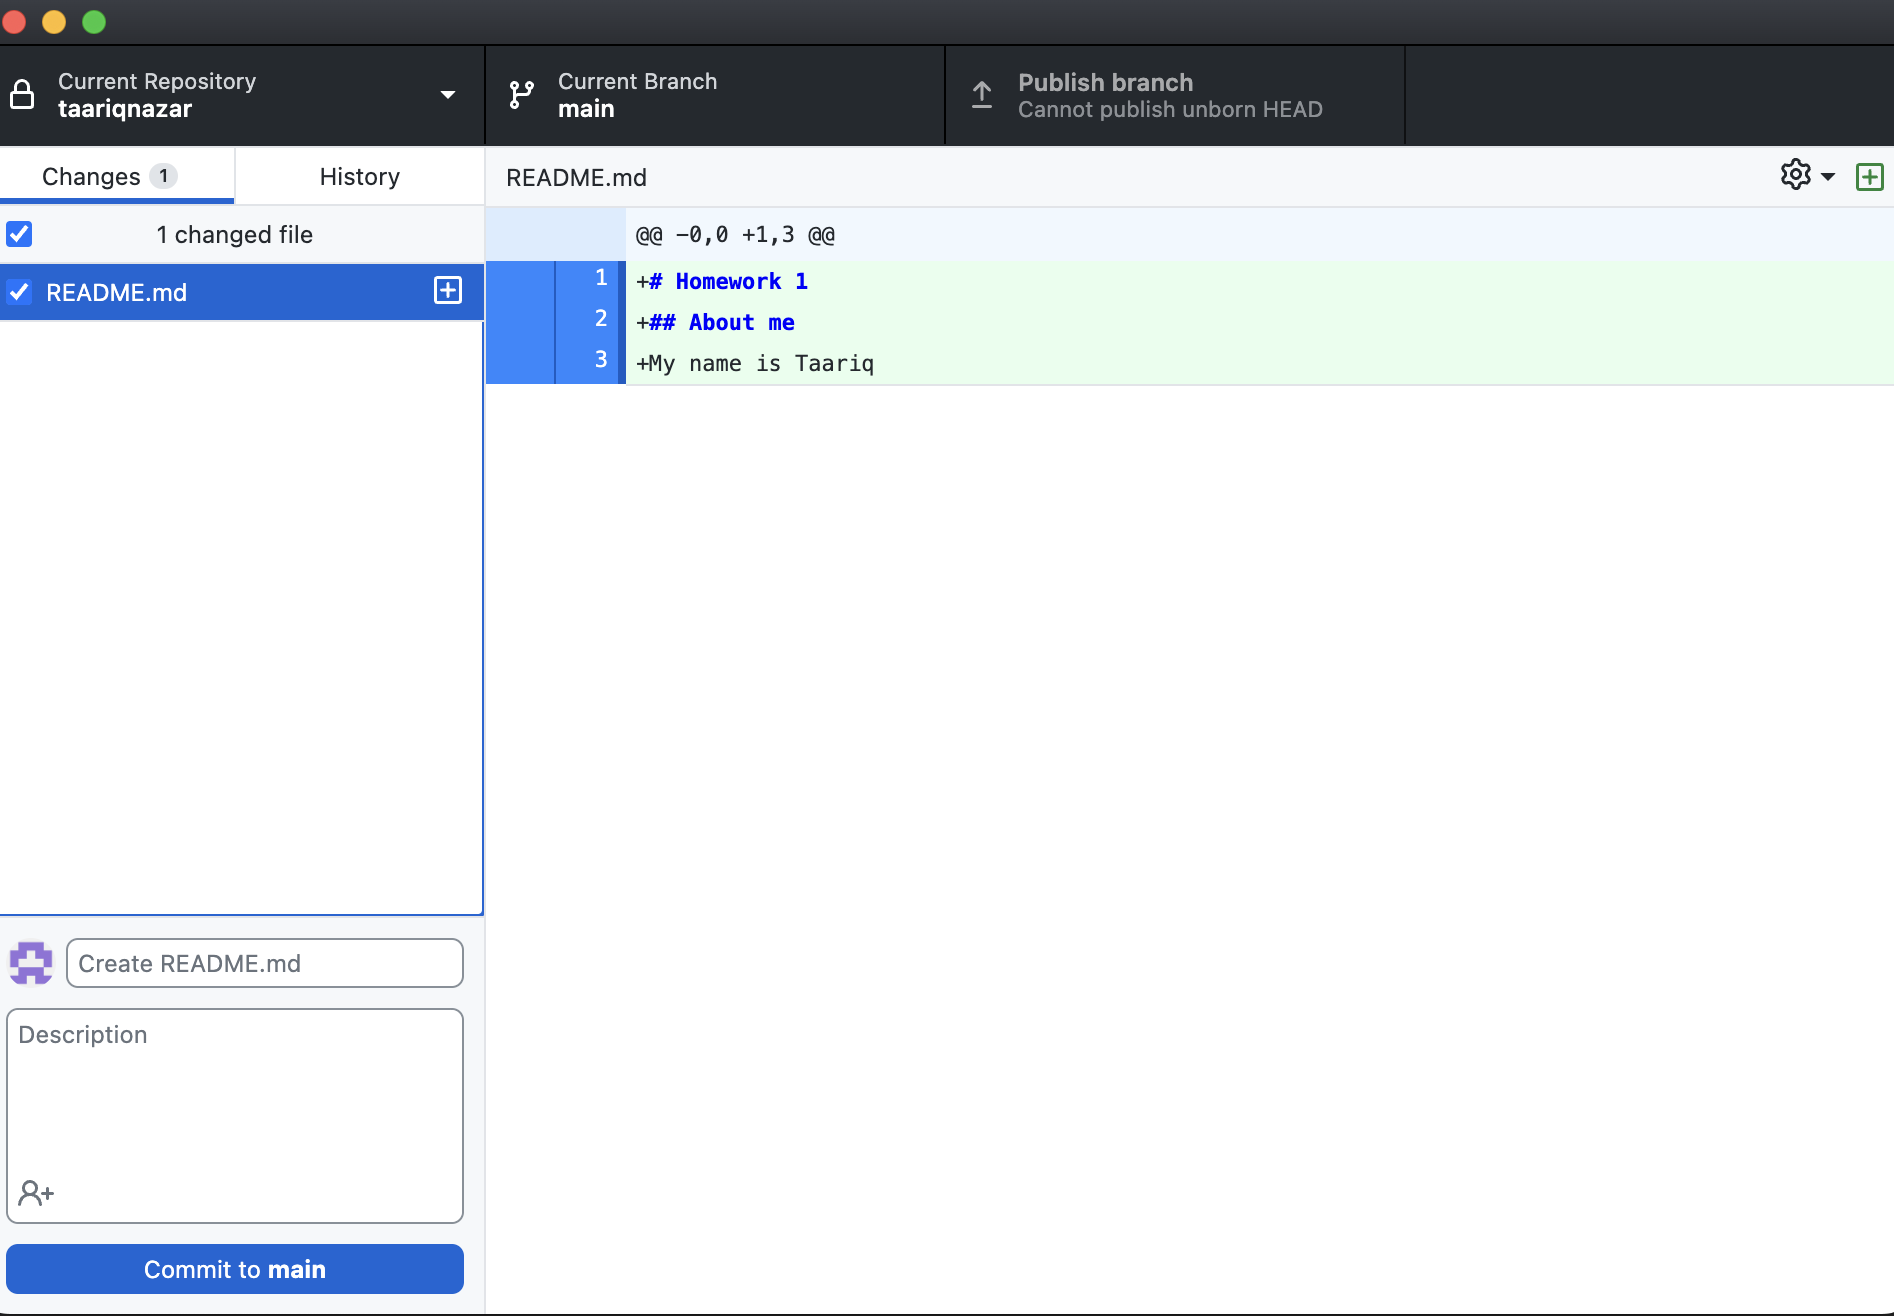 Current Repository
taariqnazar
Current Branch
main
Publish branch
Cannot publish unborn HEAD
Changes 1
History
README.md
1 changed file
README.md
@@ -0,0 +1,3 @@
1 +# Homework 1
2 +## About me
3 +My name is Taariq
Create README.md
Description
Commit to main